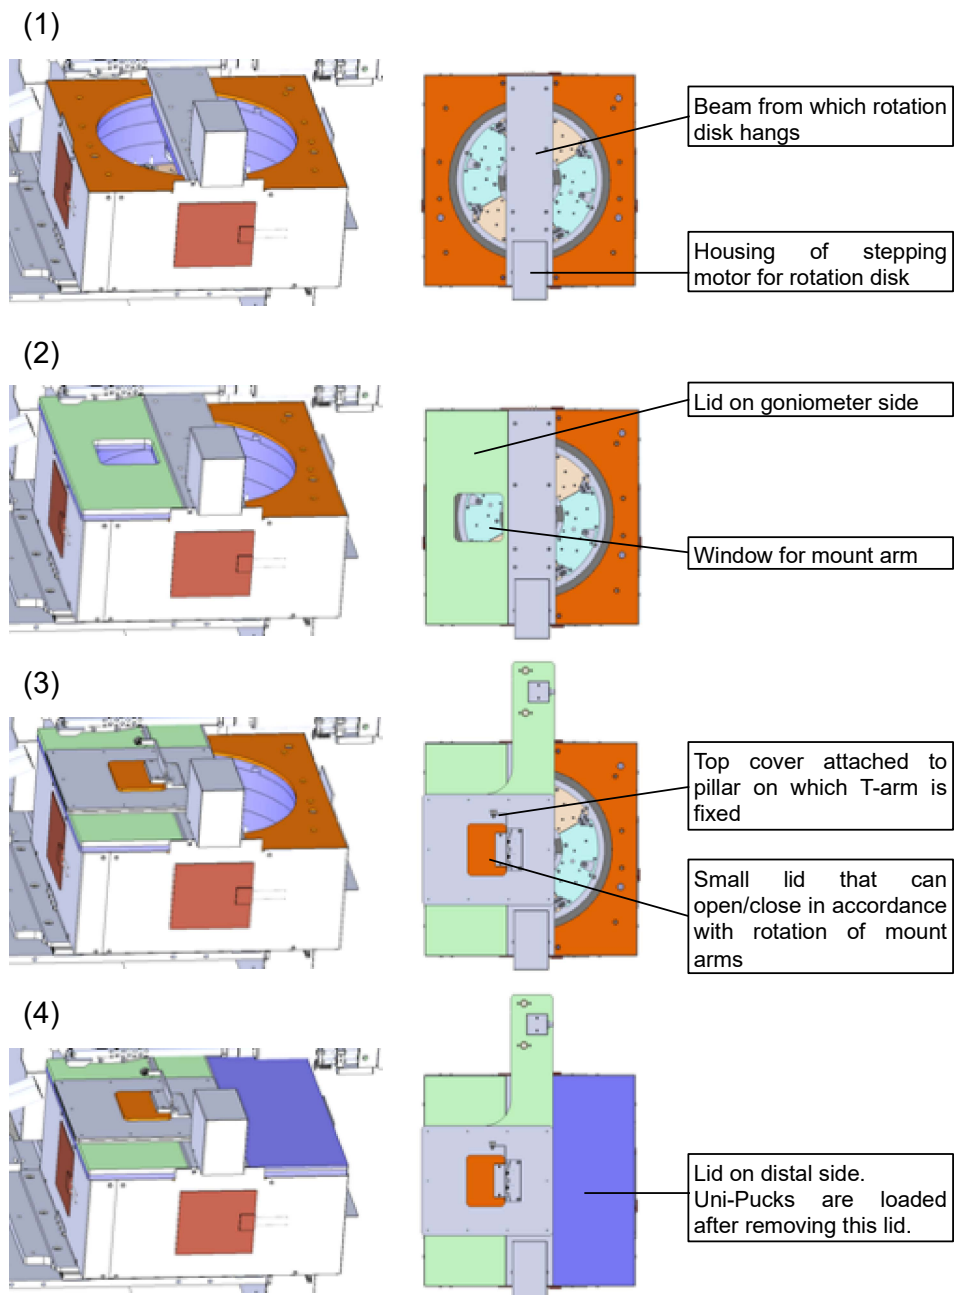 (1)
Beam from which rotation
disk hangs
Housing of stepping
motor for rotation disk
(2)
Lid on goniometer side
Window for mount arm
(3)
Top cover attached to
pillar on which T-arm is
fixed
Small lid that can
open/close in accordance
with rotation of mount
arms
(4)
Lid on distal side.
Uni-Pucks are loaded
after removing this lid.